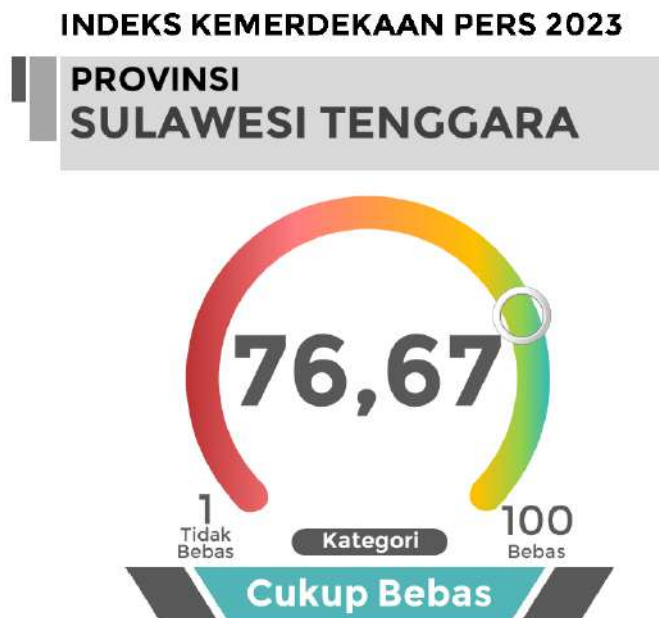 INDEKS KEMERDEKAAN PERS 2023
PROVINSI
SULAWESI TENGGARA
76,67
1
Tidak
Bebas
100
Bebas
Kategori
Cukup Bebas